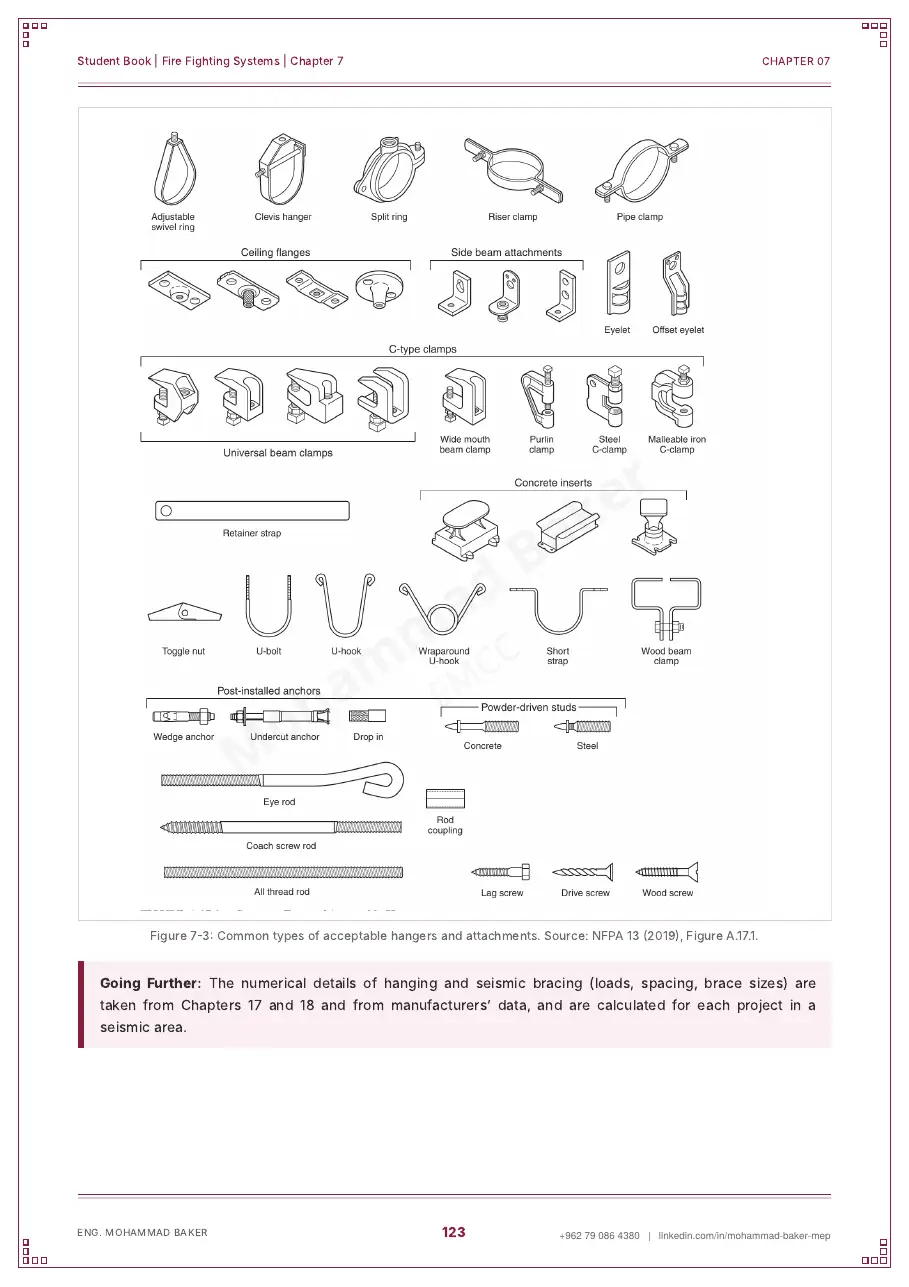 Student Book | Fire Fighting Systems | Chapter 7
CHAPTER 07
Adjustable
swivel ring
Clevis hanger
Split ring
Riser clamp
Pipe clamp
Ceiling flanges
Side beam attachments
Eyelet
Offset eyelet
C-type clamps
Universal beam clamps
Wide mouth
beam clamp
Purlin
clamp
Steel
C-clamp
Malleable iron
C-clamp
Concrete inserts
Retainer strap
Toggle nut
U-bolt
U-hook
Wraparound
U-hook
Short
strap
Wood beam
clamp
Post-installed anchors
Powder-driven studs
Wedge anchor
Undercut anchor
Drop in
Concrete
Steel
Eye rod
Rod
coupling
Coach screw rod
All thread rod
Lag screw
Drive screw
Wood screw
Mohammad Baker
FMCC
Figure 7-3: Common types of acceptable hangers and attachments. Source: NFPA 13 (2019), Figure A.17.1.
Going Further: The numerical details of hanging and seismic bracing (loads, spacing, brace sizes) are
taken from Chapters 17 and 18 and from manufacturers’ data, and are calculated for each project in a
seismic area.
ENG. MOHAMMAD BAKER
123
+962 79 086 4380 | linkedin.com/in/mohammad-baker-mep